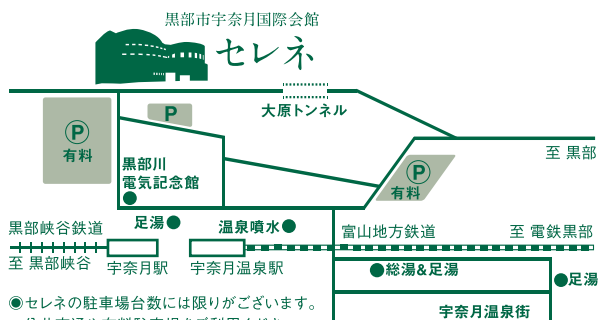 黒部市宇奈月国際会館
セレネ
大原トンネル
P
有料
P
P
有料
至 黒部
黒部川
電気記念館
足湯
温泉噴水
黒部峡谷鉄道
富山地方鉄道
至 電鉄黒部
至 黒部峡谷
宇奈月駅
宇奈月温泉駅
総湯&足湯
足湯
宇奈月温泉街
◉セレネの駐車場台数には限りがございます。